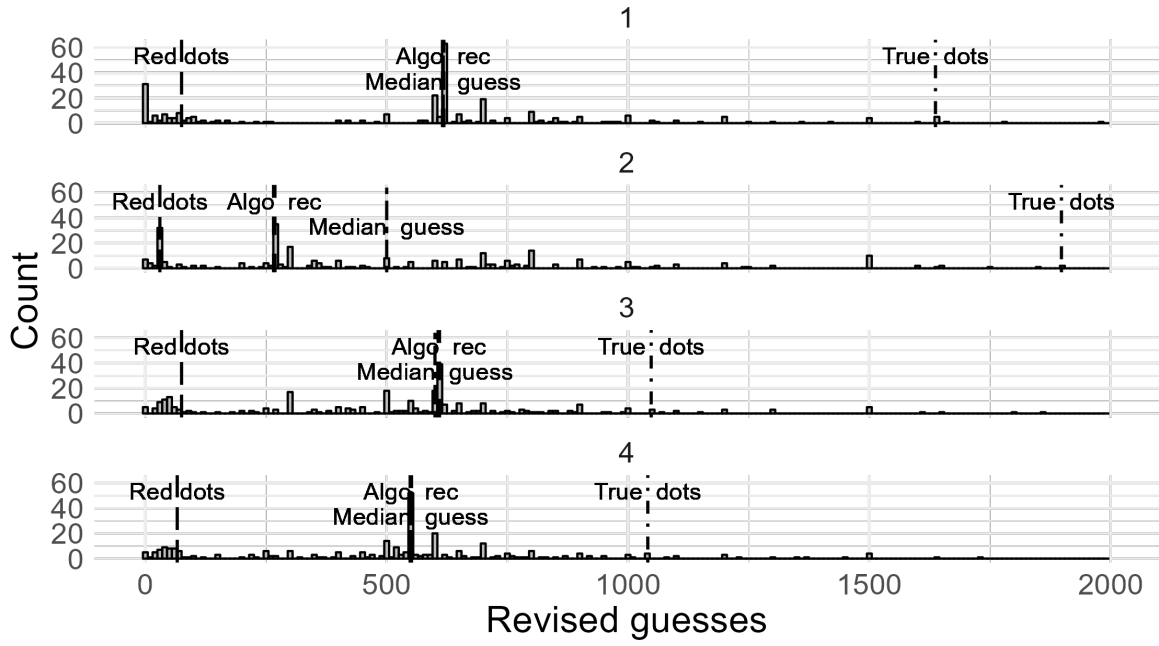 1
60
40
20
0
Red dots
Algo rec
Median guess
True dots
2
60
40
20
0
Red dots
Algo rec
Median guess
True dots
3
60
40
20
0
Red dots
Algo rec
Median guess
True dots
4
60
40
20
0
Red dots
Algo rec
Median guess
True dots
Count
0 500 1000 1500 2000
Revised guesses